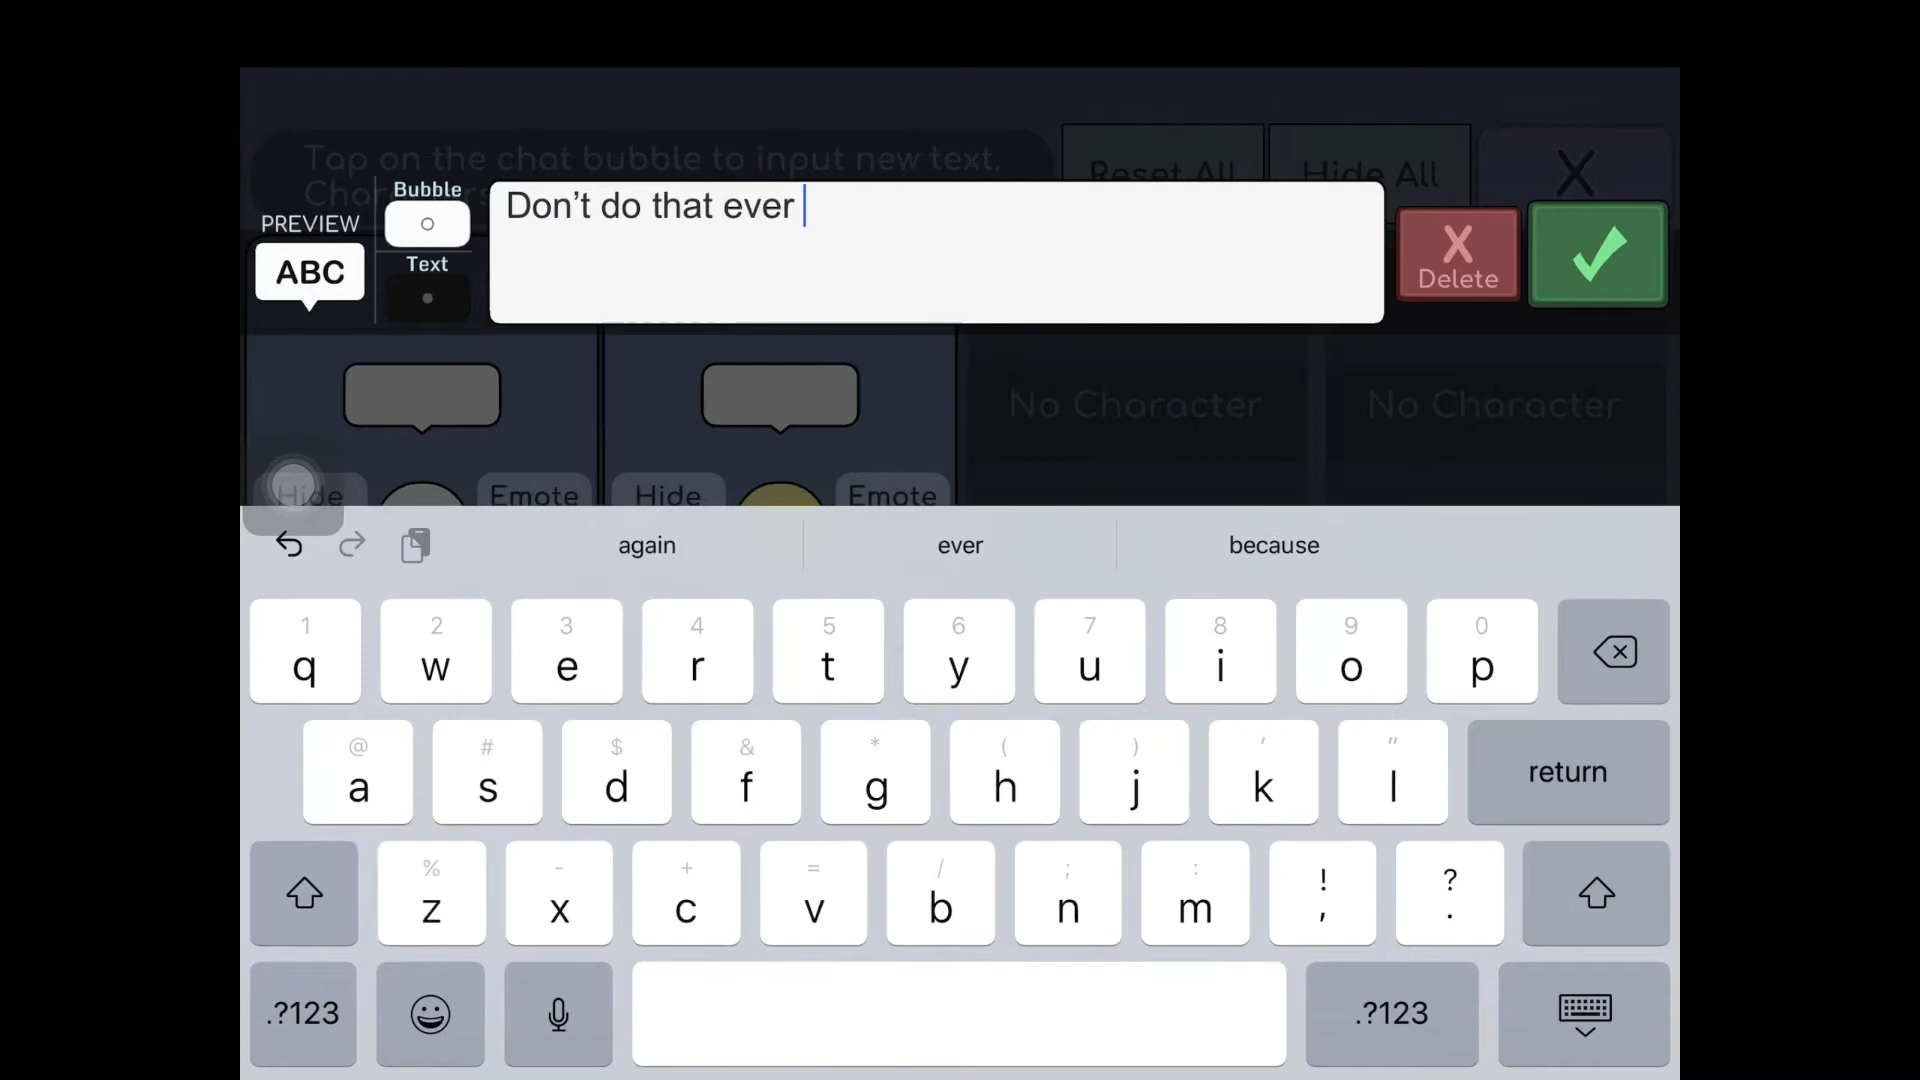 Tap on the chat bubble to input new text.
Characters
Reset All
Hide All
X
Bubble
PREVIEW
ABC
Text
Don’t do that ever
X
Delete
No Character
No Character
Hide
Emote
Hide
Emote
again
ever
because
1 2 3 4 5 6 7 8 9 0
q w e r t y u i o p
@ # $ & * ( ) ' "
a s d f g h j k l
return
% - + = / ; : ! ?
z x c v b n m , .
.?123
.?123